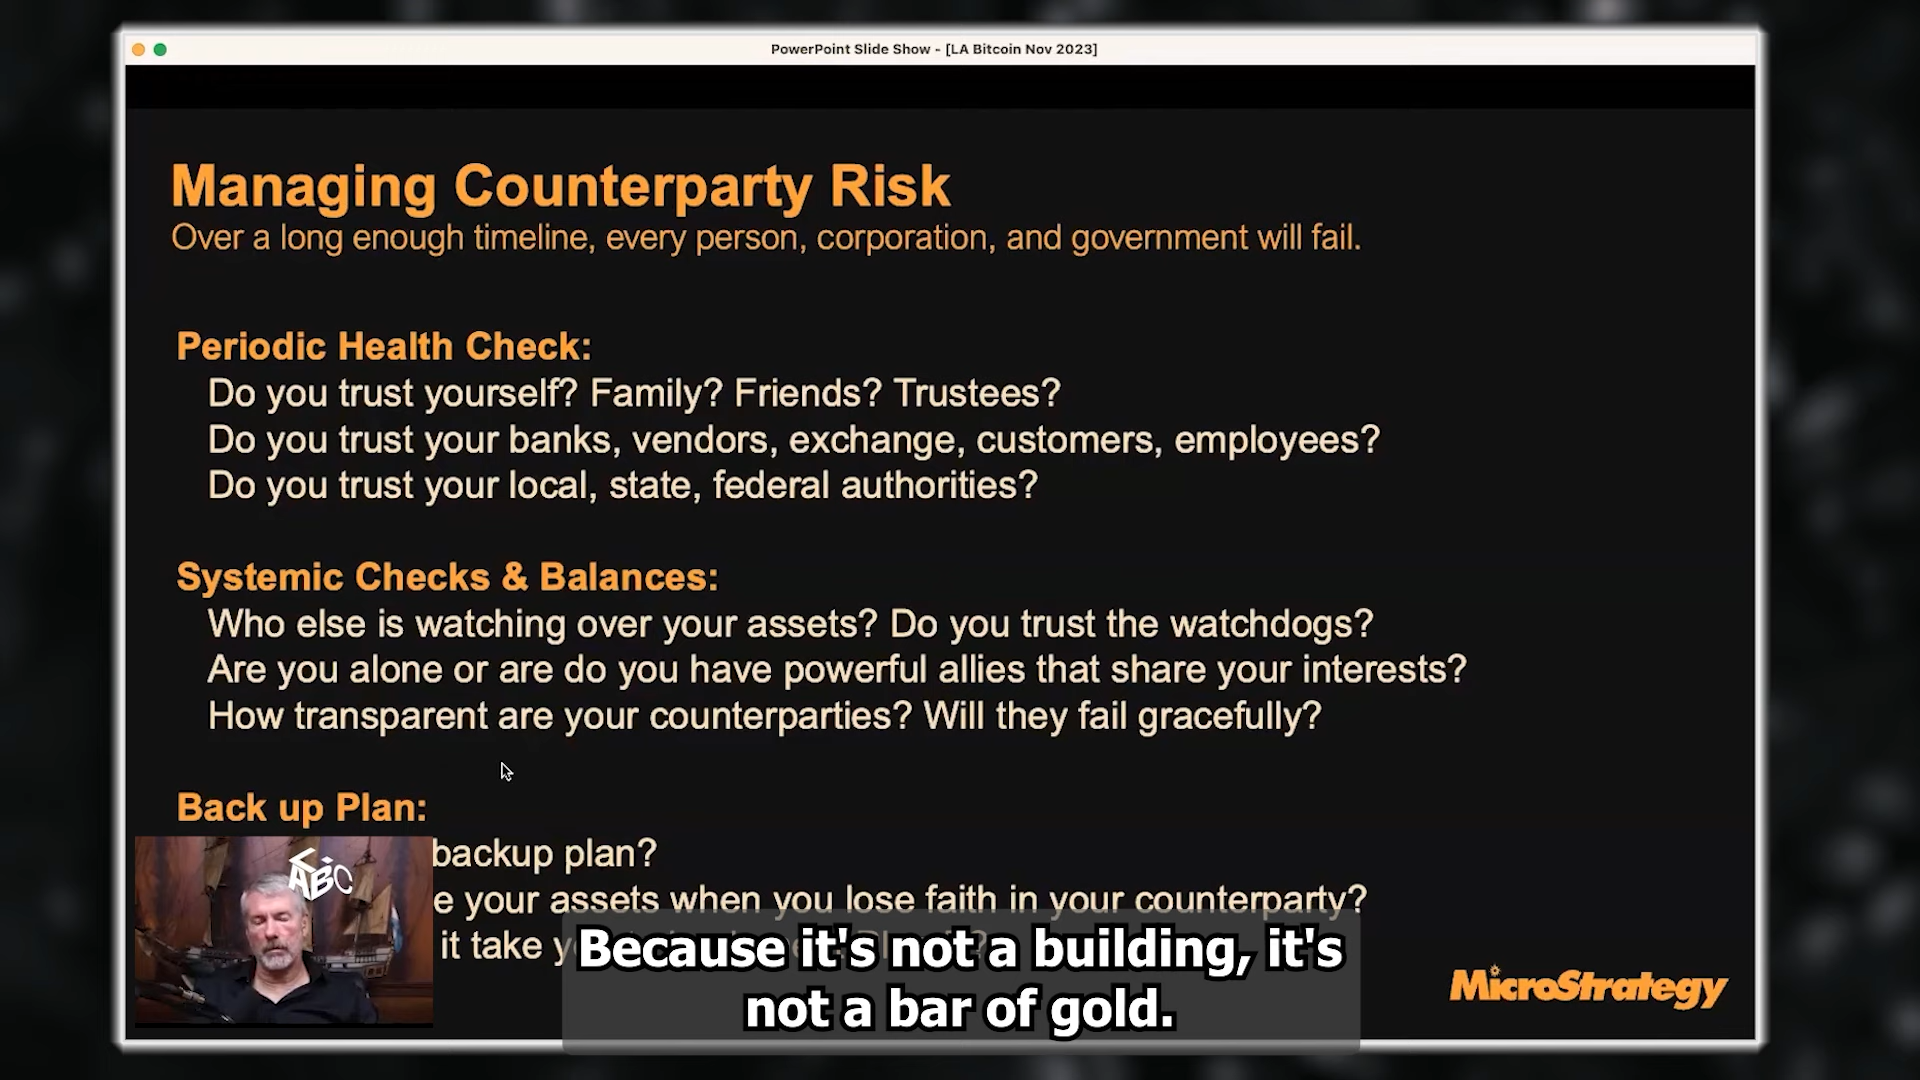 PowerPoint Slide Show - [LA Bitcoin Nov 2023]
Managing Counterparty Risk
Over a long enough timeline, every person, corporation, and government will fail.
Periodic Health Check:
Do you trust yourself? Family? Friends? Trustees?
Do you trust your banks, vendors, exchange, customers, employees?
Do you trust your local, state, federal authorities?
Systemic Checks & Balances:
Who else is watching over your assets? Do you trust the watchdogs?
Are you alone or are do you have powerful allies that share your interests?
How transparent are your counterparties? Will they fail gracefully?
Back up Plan:
backup plan?
your assets when you lose faith in your counterparty?
it take
ABC
Because it's not a building, it's
not a bar of gold.
MicroStrategy